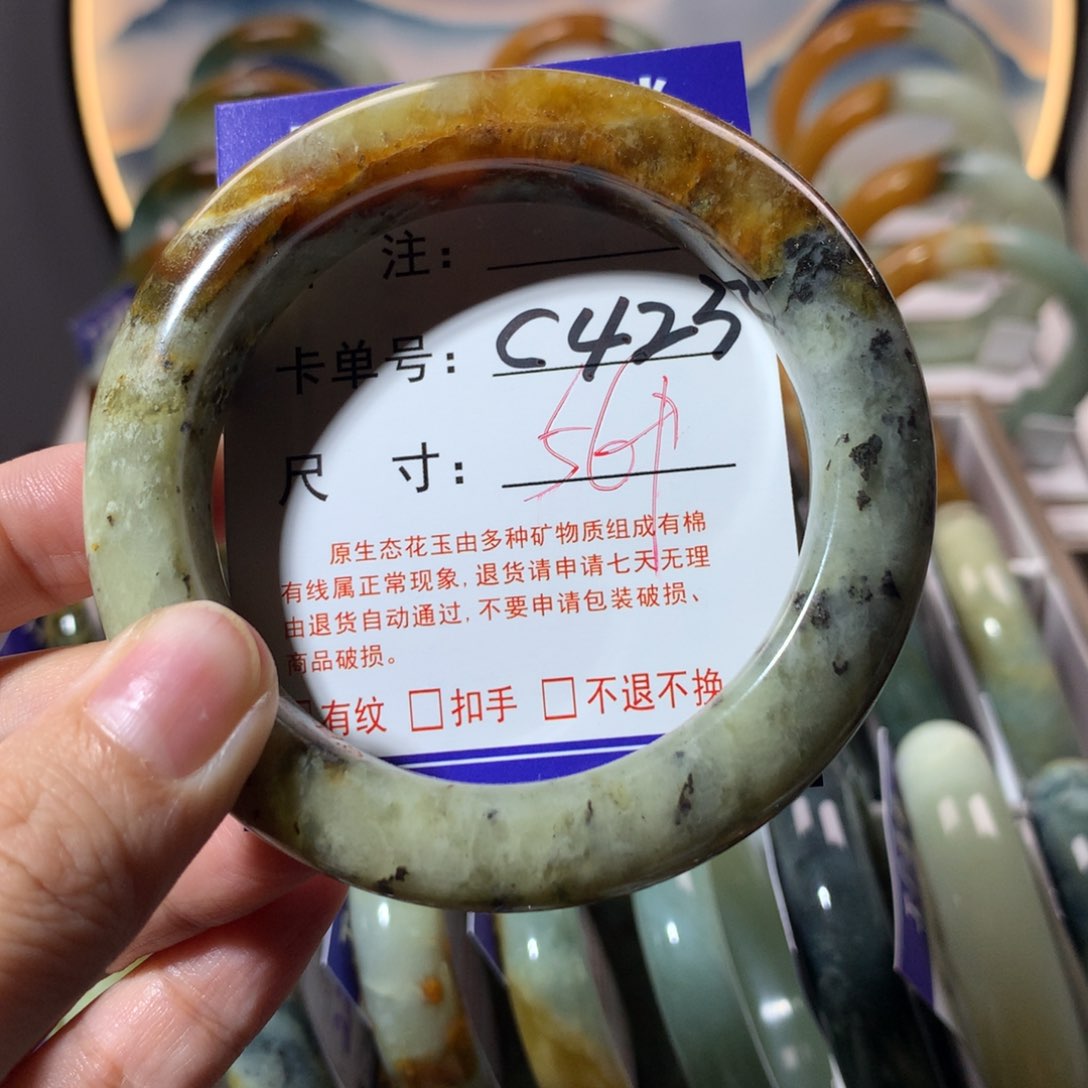 注：
卡单号：C423
尺 寸：56
原生态花玉由多种矿物质组成有棉
有线属正常现象，退货请申请七天无理
由退货自动通过，不要申请包装破损、
商品破损。
□有纹 □扣手 □不退不换